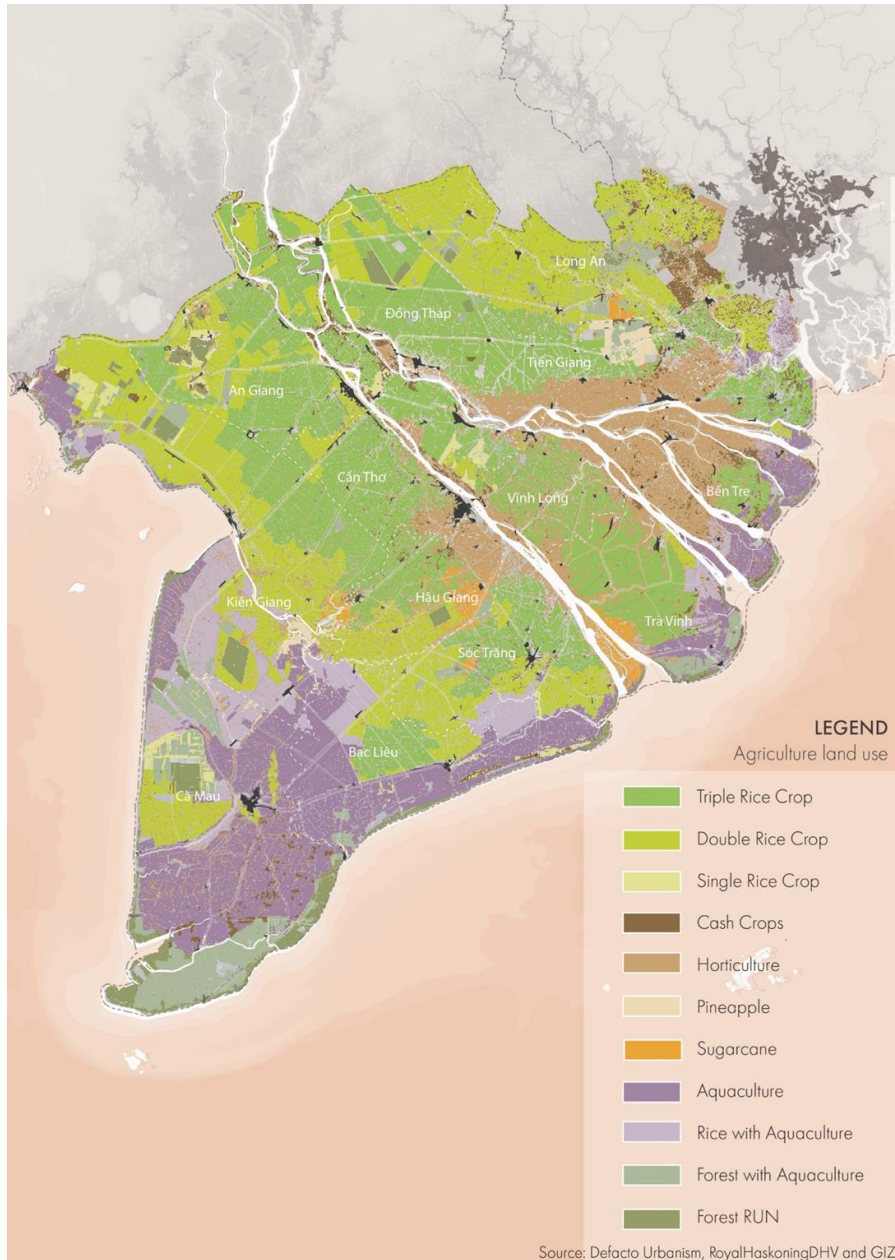 Long An
Đồng Tháp
Tiền Giang
An Giang
Cần Thơ
Vĩnh Long
Bến Tre
Kiên Giang
Hậu Giang
Trà Vinh
Sóc Trăng
Bạc Liêu
Cà Mau
LEGEND
Agriculture land use
Triple Rice Crop
Double Rice Crop
Single Rice Crop
Cash Crops
Horticulture
Pineapple
Sugarcane
Aquaculture
Rice with Aquaculture
Forest with Aquaculture
Forest RUN
Source: Defacto Urbanism, RoyalHaskoningDHV and GIZ